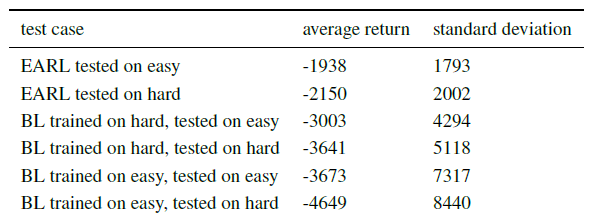 test case average return standard deviation
EARL tested on easy -1938 1793
EARL tested on hard -2150 2002
BL trained on hard, tested on easy -3003 4294
BL trained on hard, tested on hard -3641 5118
BL trained on easy, tested on easy -3673 7317
BL trained on easy, tested on hard -4649 8440